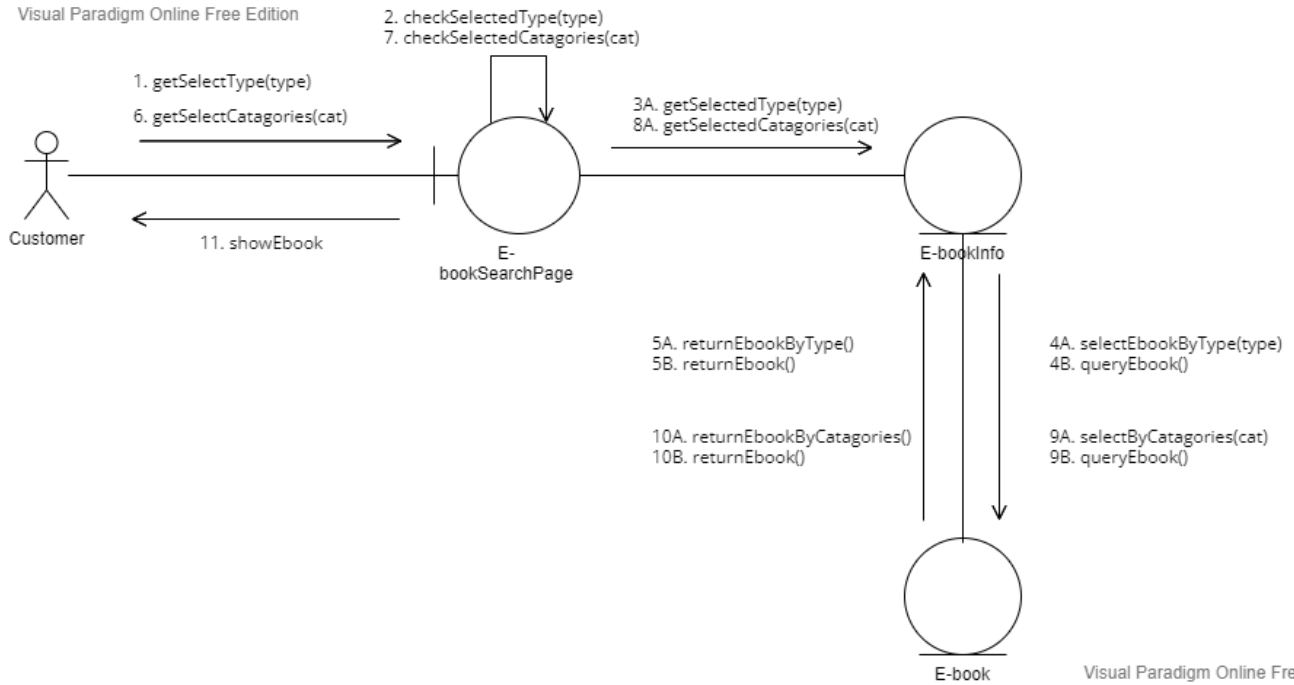 Visual Paradigm Online Free Edition
2. checkSelectedType(type)
7. checkSelectedCatagories(cat)
1. getSelectType(type)
6. getSelectCatagories(cat)
3A. getSelectedType(type)
8A. getSelectedCatagories(cat)
Customer
11. showEbook
E-
bookSearchPage
E-bookInfo
5A. returnEbookByType()
5B. returnEbook()
4A. selectEbookByType(type)
4B. queryEbook()
10A. returnEbookByCatagories()
10B. returnEbook()
9A. selectByCatagories(cat)
9B. queryEbook()
E-book
Visual Paradigm Online Fre